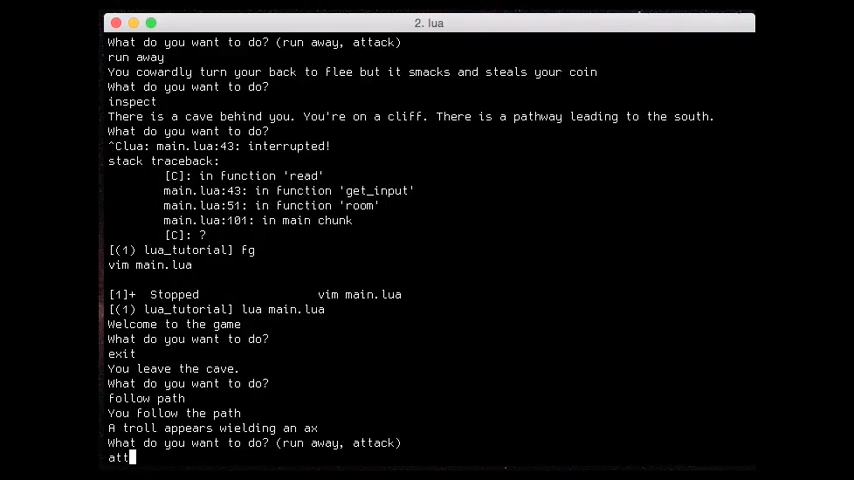 2. lua
What do you want to do? (run away, attack)
run away
You cowardly turn your back to flee but it smacks and steals your coin
What do you want to do?
inspect
There is a cave behind you. You're on a cliff. There is a pathway leading to the south.
What do you want to do?
^Clua: main.lua:43: interrupted!
stack traceback:
[C]: in function 'read'
main.lua:43: in function 'get_input'
main.lua:51: in function 'room'
main.lua:101: in main chunk
[C]: ?
[(1) lua_tutorial] fg
vim main.lua
[1]+  Stopped                 vim main.lua
[(1) lua_tutorial] lua main.lua
Welcome to the game
What do you want to do?
exit
You leave the cave.
What do you want to do?
follow path
You follow the path
A troll appears wielding an ax
What do you want to do? (run away, attack)
att